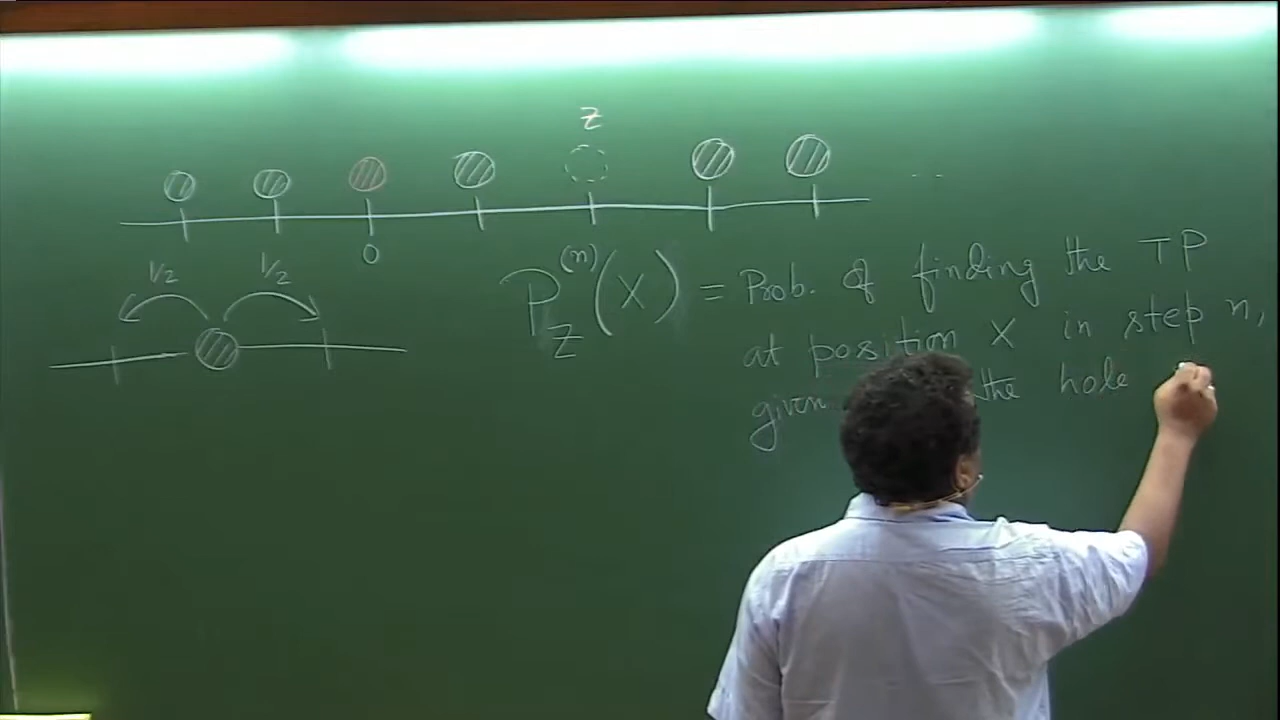 Z
...
0
1/2 1/2
P_Z^(n)(X) = Prob. of finding the TP
at position X in step n,
given the hole